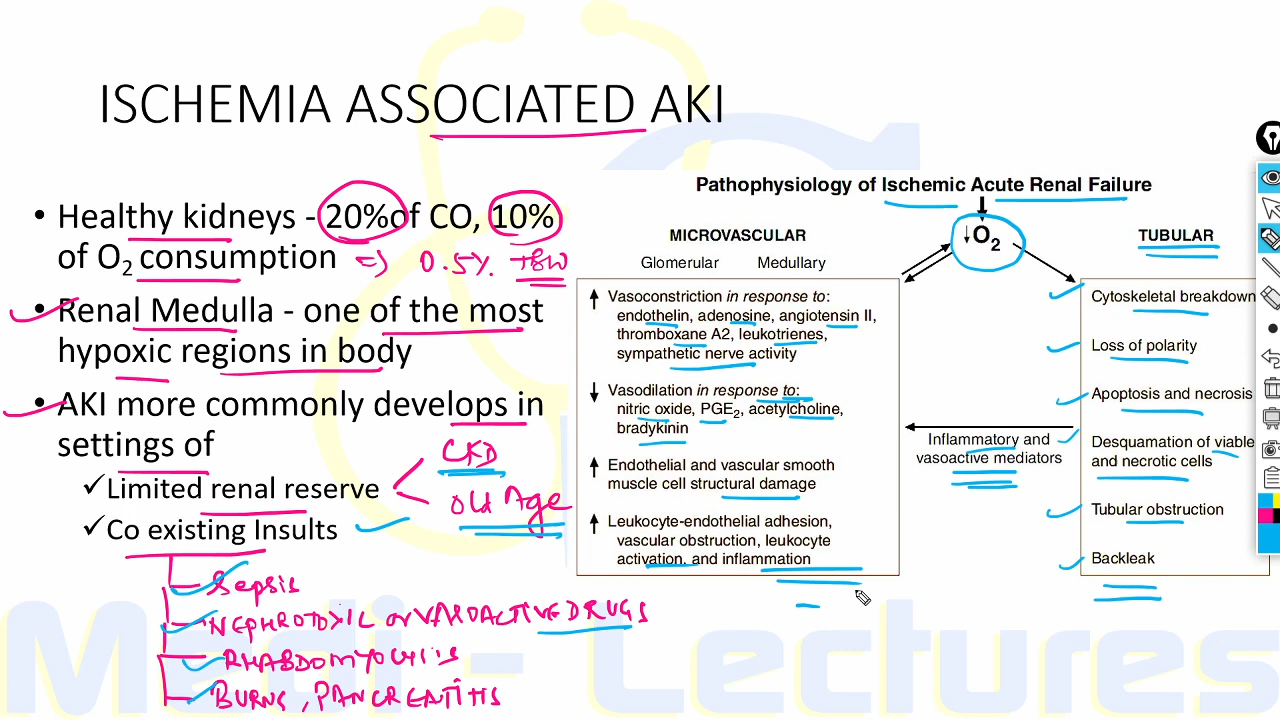 ISCHEMIA ASSOCIATED AKI
• Healthy kidneys - 20% of CO, 10%
of O2 consumption => 0.5% TBW
• Renal Medulla - one of the most
hypoxic regions in body
• AKI more commonly develops in
settings of
CKD
✓Limited renal reserve
Old Age
✓Co existing Insults
Sepsis
NEPHROTOXIC or VASOACTIVE DRUGS
RHABDOMYOLYSIS
BURNS, PANCREATITIS
Pathophysiology of Ischemic Acute Renal Failure
↓O2
MICROVASCULAR
Glomerular Medullary
↑ Vasoconstriction in response to:
endothelin, adenosine, angiotensin II,
thromboxane A2, leukotrienes,
sympathetic nerve activity
↓ Vasodilation in response to:
nitric oxide, PGE2, acetylcholine,
bradykinin
↑ Endothelial and vascular smooth
muscle cell structural damage
↑ Leukocyte-endothelial adhesion,
vascular obstruction, leukocyte
activation, and inflammation
Inflammatory and
vasoactive mediators
TUBULAR
Cytoskeletal breakdown
Loss of polarity
Apoptosis and necrosis
Desquamation of viable
and necrotic cells
Tubular obstruction
Backleak
Medi - Lectures